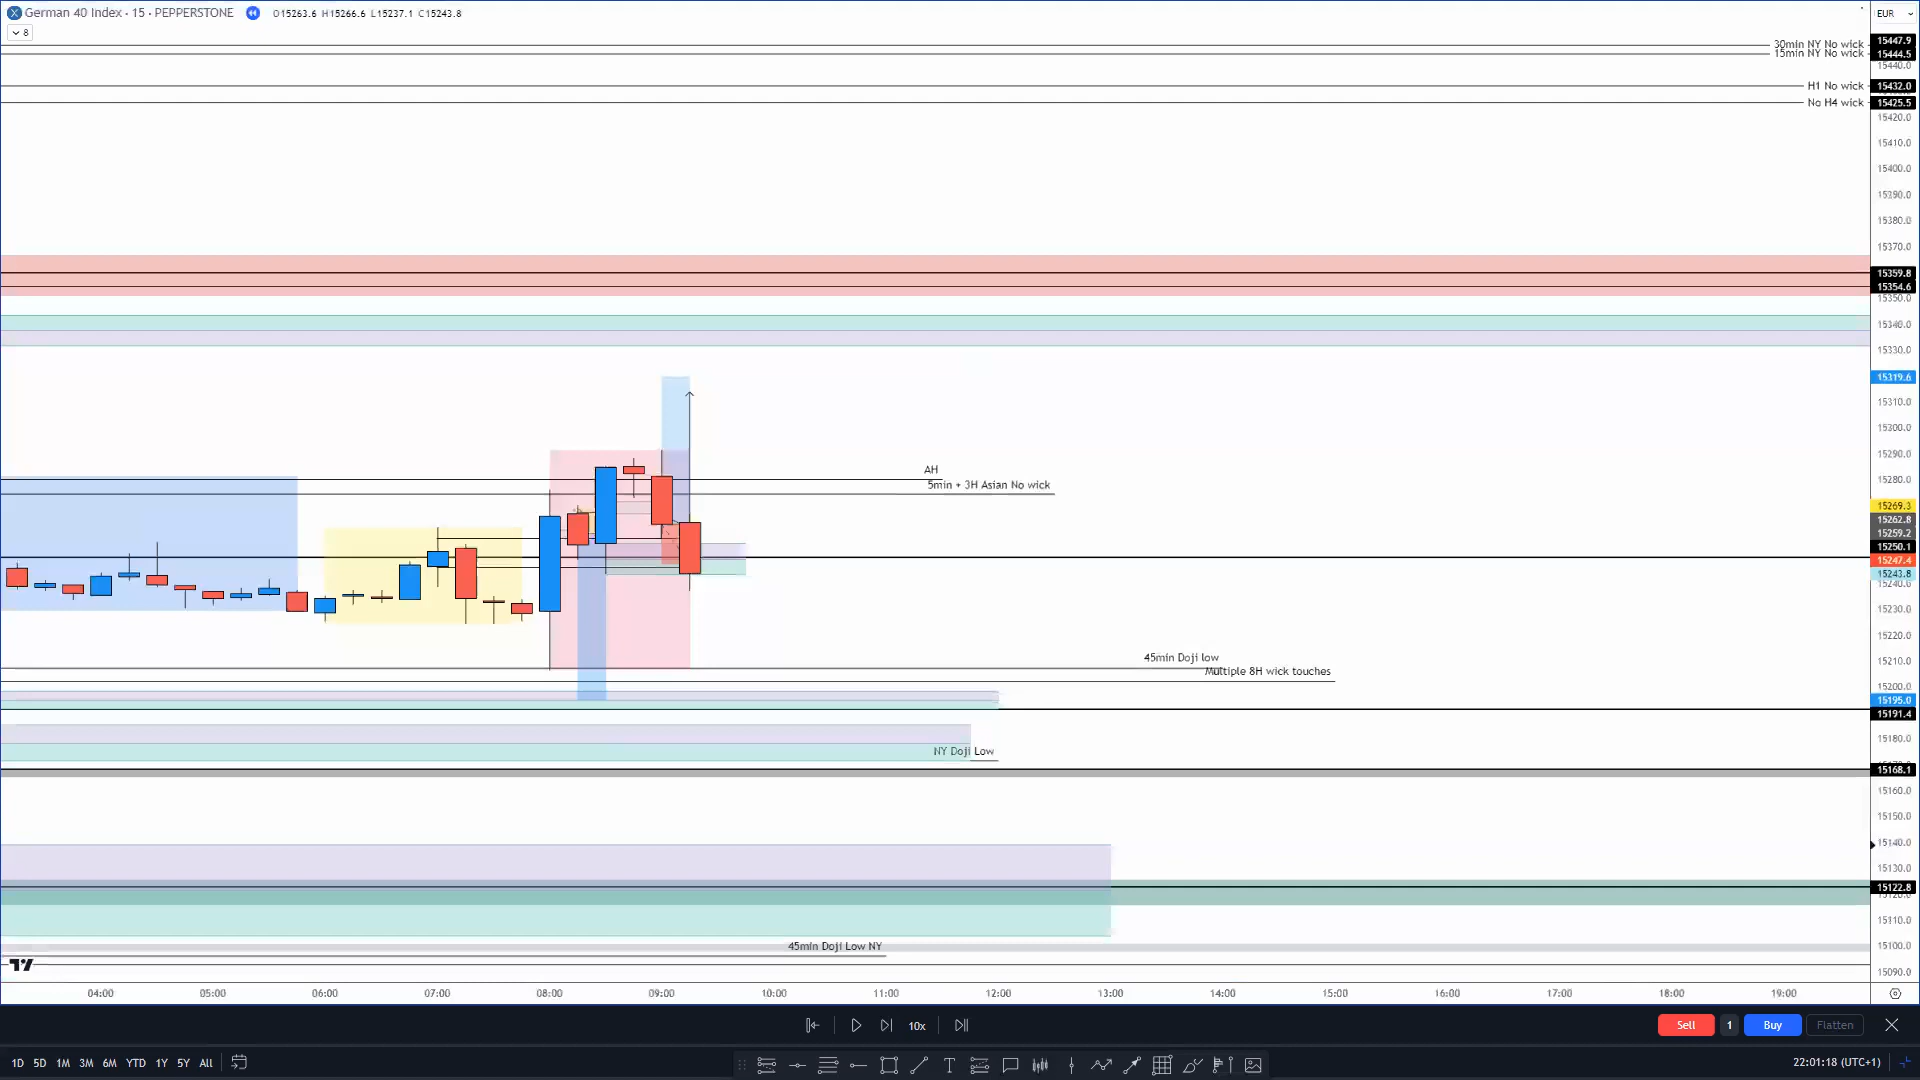 German 40 Index · 15 · PEPPERSTONE O15263.6 H15266.6 L15237.1 C15243.8
EUR
8
30min NY No wick 15447.9
15min NY No wick 15444.5
15440.0
H1 No wick 15432.0
No H4 wick 15425.5
15420.0
15410.0
15400.0
15390.0
15380.0
15370.0
15359.8
15354.6
15350.0
15340.0
15330.0
15319.6
15310.0
15300.0
15290.0
AH
15280.0
5min + 3H Asian No wick
15269.3
15262.8
15259.2
15250.1
15247.4
15243.8
15240.0
15230.0
15220.0
45min Doji low
15210.0
Multiple 8H wick touches
15200.0
15195.0
15191.4
15180.0
NY Doji Low
15168.1
15160.0
15150.0
15140.0
15130.0
15122.8
15110.0
45min Doji Low NY
15100.0
15090.0
04:00 05:00 06:00 07:00 08:00 09:00 10:00 11:00 12:00 13:00 14:00 15:00 16:00 17:00 18:00 19:00
10x
Sell 1 Buy Flatten
1D 5D 1M 3M 6M YTD 1Y 5Y All
22:01:18 (UTC+1)